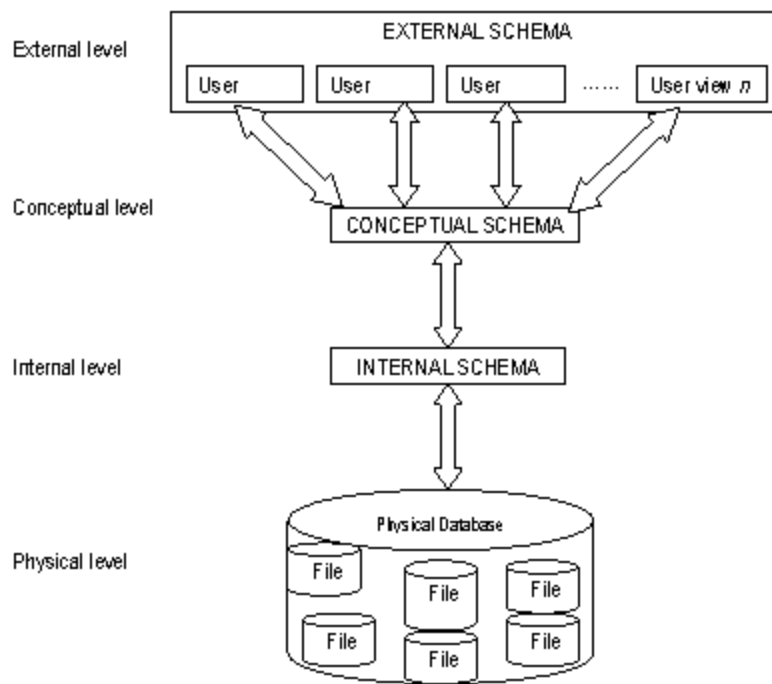 EXTERNAL SCHEMA
External level
User
User
User
......
User view n
Conceptual level
CONCEPTUAL SCHEMA
Internal level
INTERNAL SCHEMA
Physical Database
Physical level
File
File
File
File
File
File